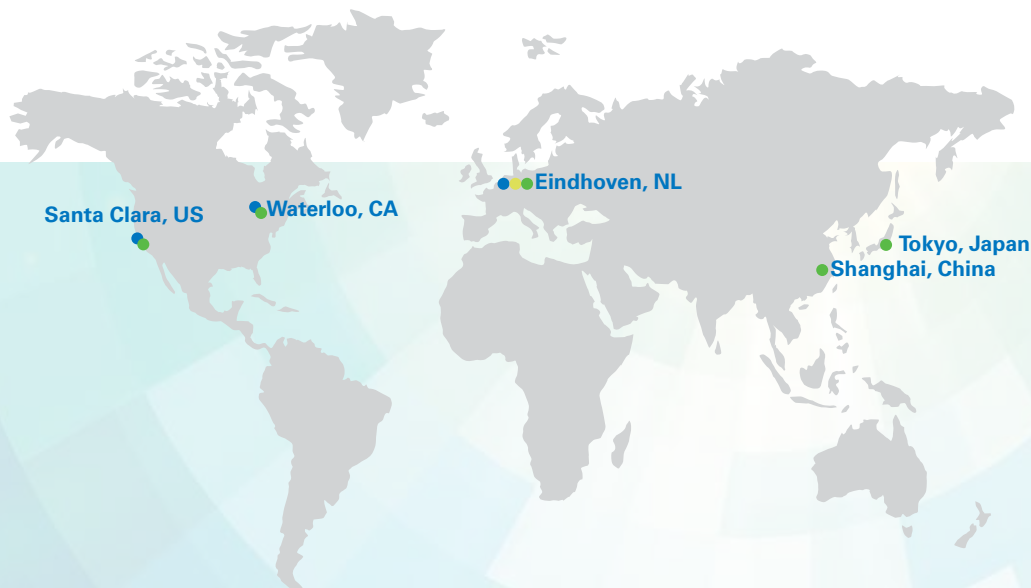 Eindhoven, NL
Santa Clara, US
Waterloo, CA
Tokyo, Japan
Shanghai, China